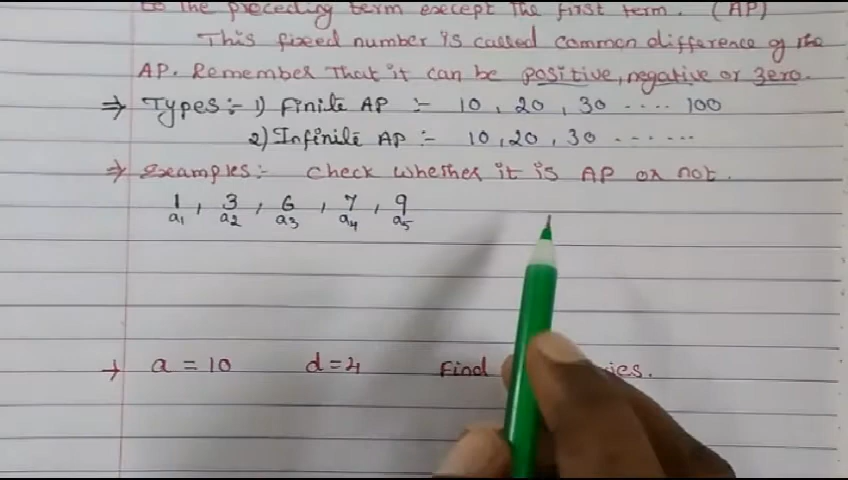 to the preceding term execept the first term. (AP)
This fixed number is called common difference of the
AP. Remember that it can be positive, negative or zero.
⇒ Types:- 1) Finite AP :- 10, 20, 30 ..... 100
2) Infinite AP :- 10, 20, 30 .......
⇒ Examples:- Check whether it is AP or not.
1, 3, 6, 7, 9
a1 a2 a3 a4 a5
→ a = 10 d = 4 Find